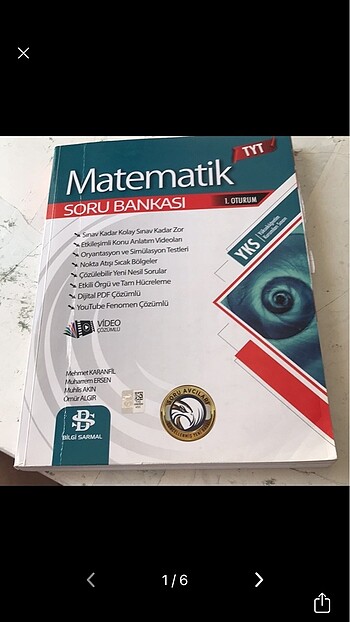 TYT
Matematik
SORU BANKASI
1. OTURUM
YKS
Sınav Kadar Kolay Sınav Kadar Zor
Etkileşimli Konu Anlatım Videoları
Oryantasyon ve Simülasyon Testleri
Nokta Atışı Sıcak Bölgeler
Çözülebilir Yeni Nesil Sorular
Etkili Örgü ve Tam Hücreleme
Dijital PDF Çözümlü
YouTube Fenomen Çözümlü
VİDEO
ÇÖZÜMLÜ
Mehmet KARANFİL
Muharrem ERSEN
Muhlis AKIN
Ömür ALGIR
BS
BİLGİ SARMAL
SORU AVCILARI
1/6